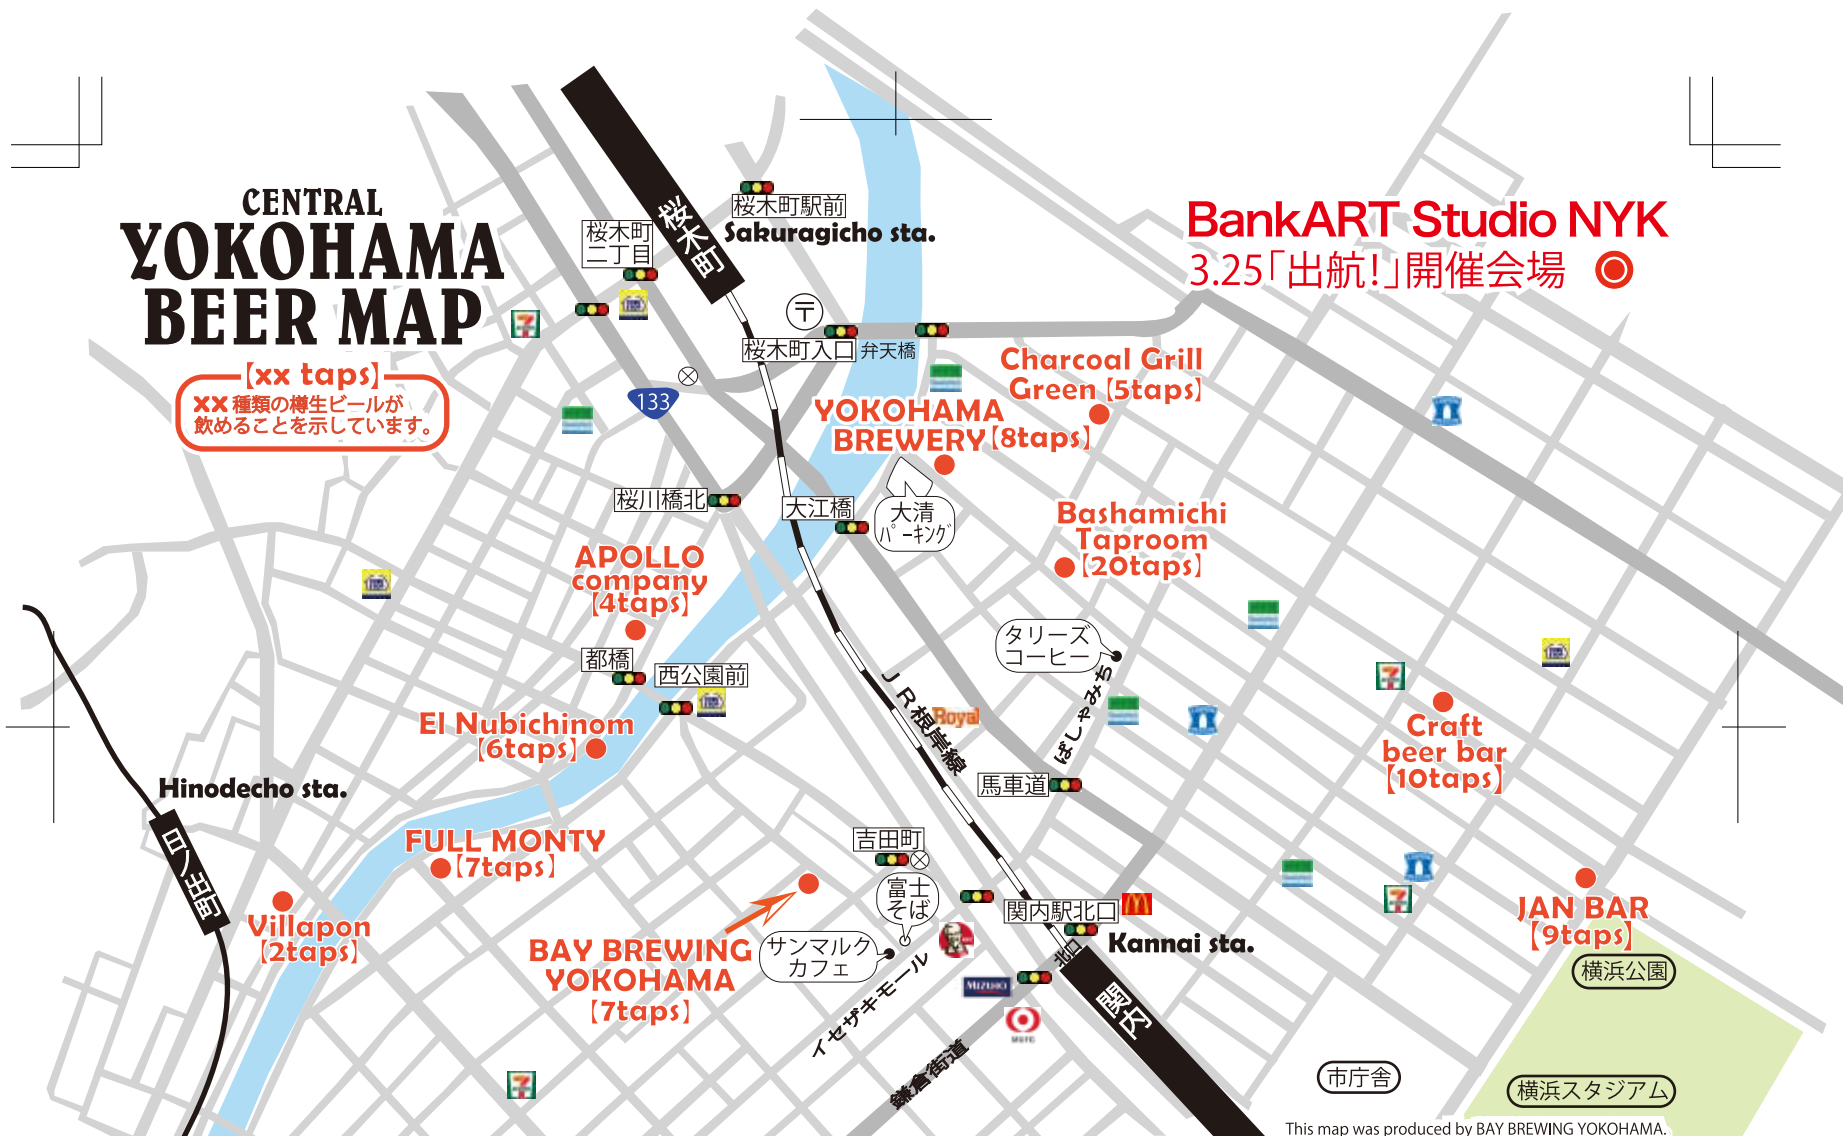 CENTRAL
YOKOHAMA
BEER MAP
【xx taps】
xx 種類の樽生ビールが
飲めることを示しています。
BankART Studio NYK
3.25「出航!」開催会場
桜木町
桜木町駅前
Sakuragicho sta.
桜木町
二丁目
〒
桜木町入口
弁天橋
133
Charcoal Grill
Green【5taps】
YOKOHAMA
BREWERY【8taps】
桜川橋北
大江橋
大清
パーキング
Bashamichi
Taproom
【20taps】
APOLLO
company
【4taps】
タリーズ
コーヒー
都橋
西公園前
ばしゃみち
JR根岸線
Royal
El Nubichinom
【6taps】
Craft
beer bar
【10taps】
Hinodecho sta.
日ノ出町
馬車道
FULL MONTY
【7taps】
吉田町
富士
そば
関内駅北口
Kannai sta.
北口
関内
Villapon
【2taps】
BAY BREWING
YOKOHAMA
【7taps】
サンマルク
カフェ
イセザキモール
MIZUHO
MUFG
鎌倉街道
JAN BAR
【9taps】
横浜公園
市庁舎
横浜スタジアム
This map was produced by BAY BREWING YOKOHAMA.